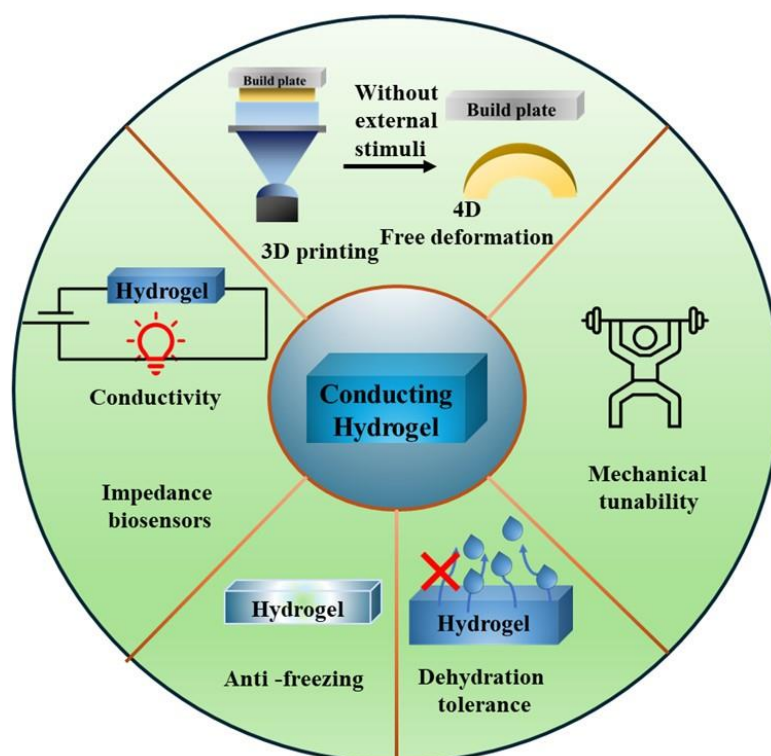 Build plate
Without
external
stimuli
Build plate
3D printing
4D
Free deformation
Hydrogel
Conductivity
Impedance
biosensors
Conducting
Hydrogel
Mechanical
tunability
Hydrogel
Anti -freezing
Hydrogel
Dehydration
tolerance